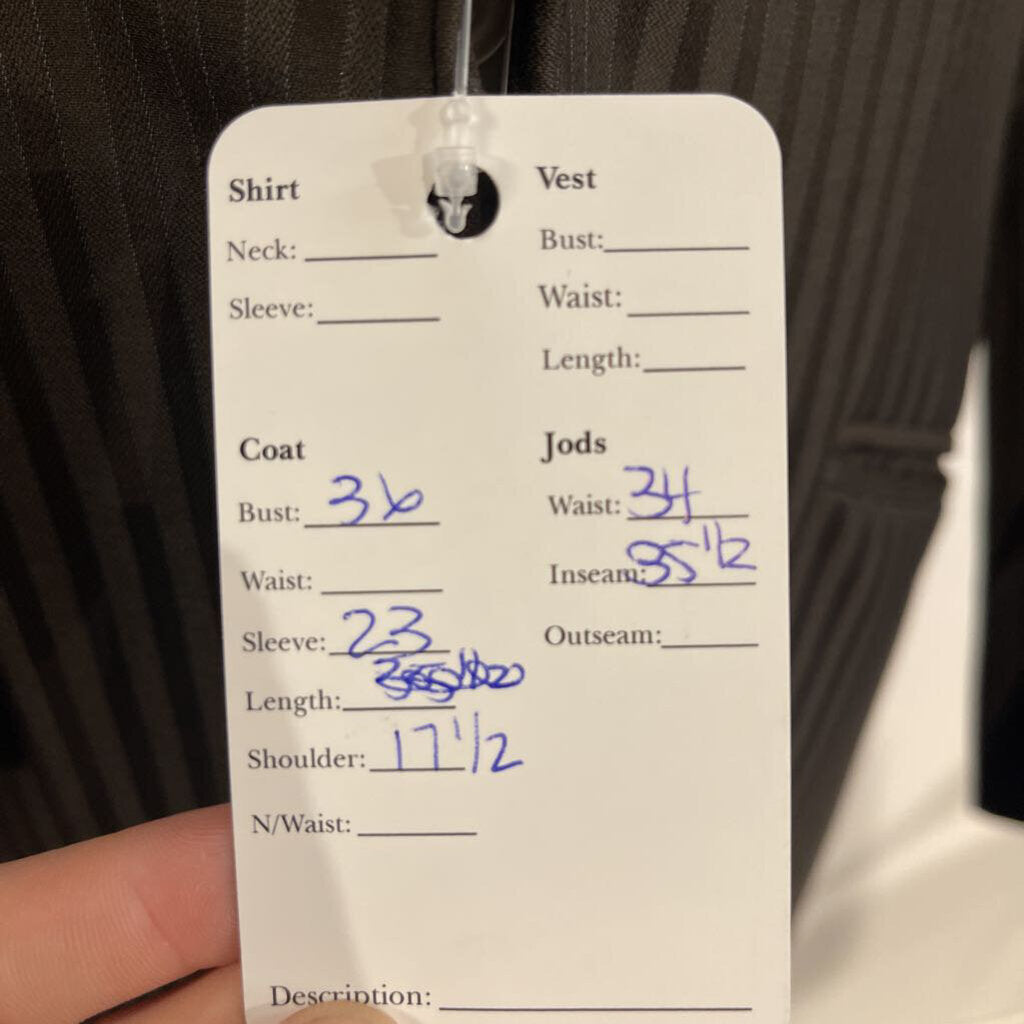 Shirt
Neck:
Sleeve:
Vest
Bust:
Waist:
Length:
Coat
Bust: 36
Waist:
Sleeve: 23
Length:
Shoulder: 17 1/2
N/Waist:
Jods
Waist: 34
Inseam: 35 1/2
Outseam:
Description: